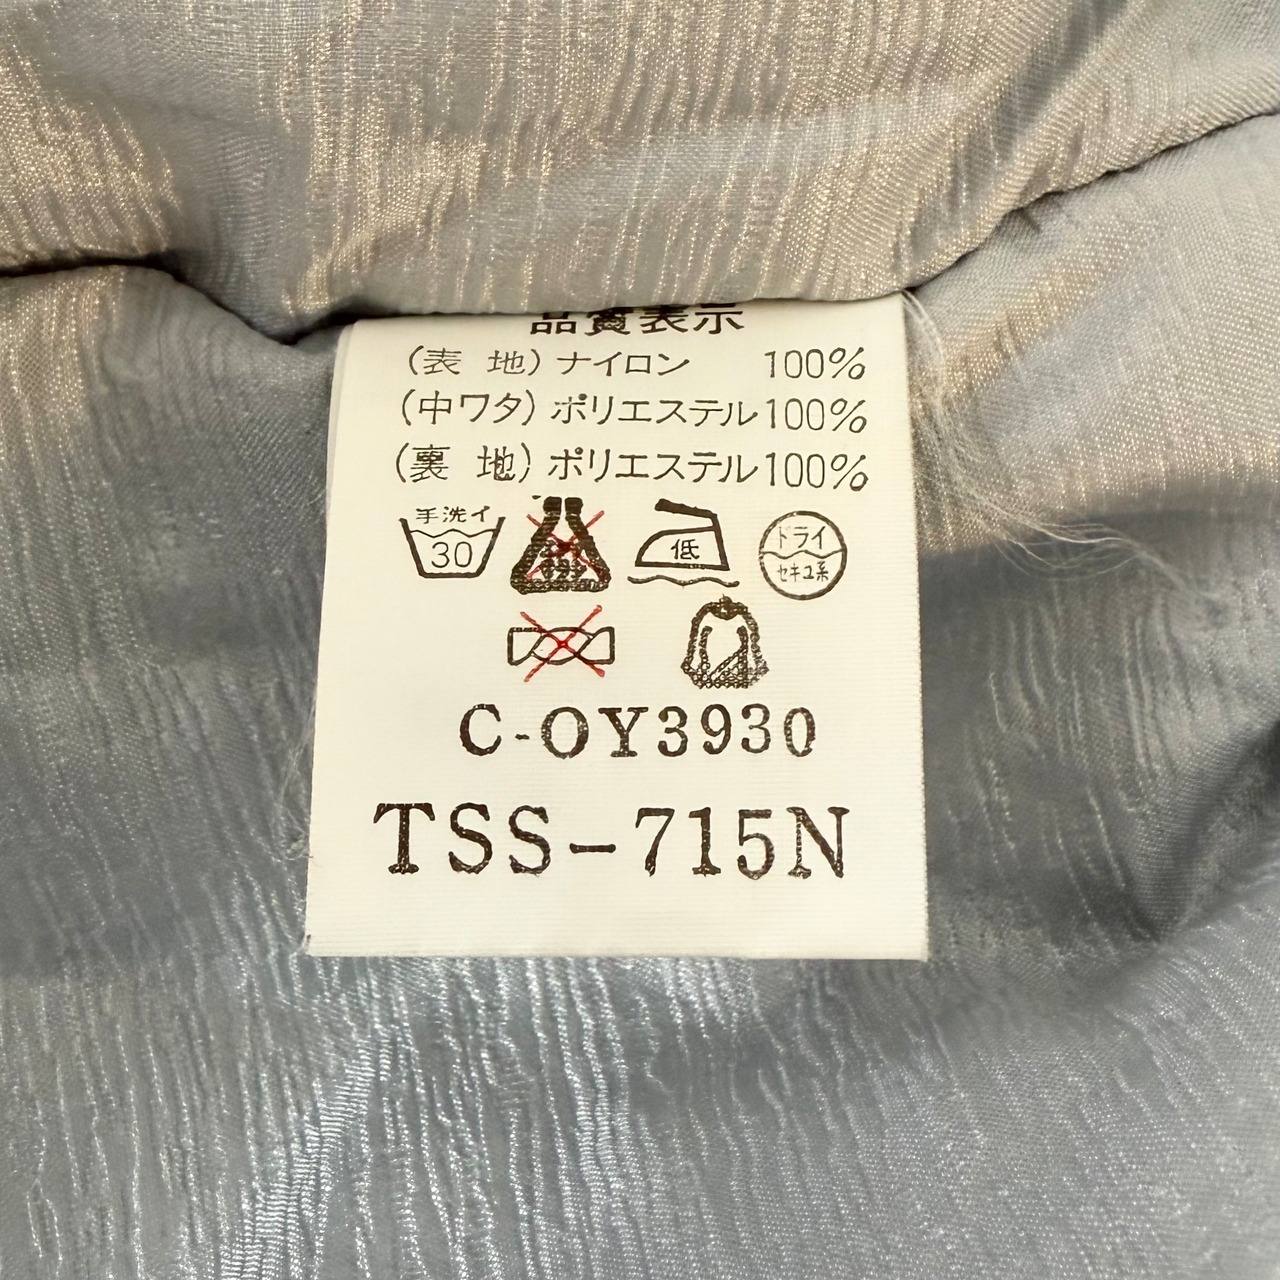 品質表示
(表 地) ナイロン 100%
(中ワタ) ポリエステル 100%
(裏 地) ポリエステル 100%
手洗イ
30
低
ドライ
セキユ系
C-OY3930
TSS-715N